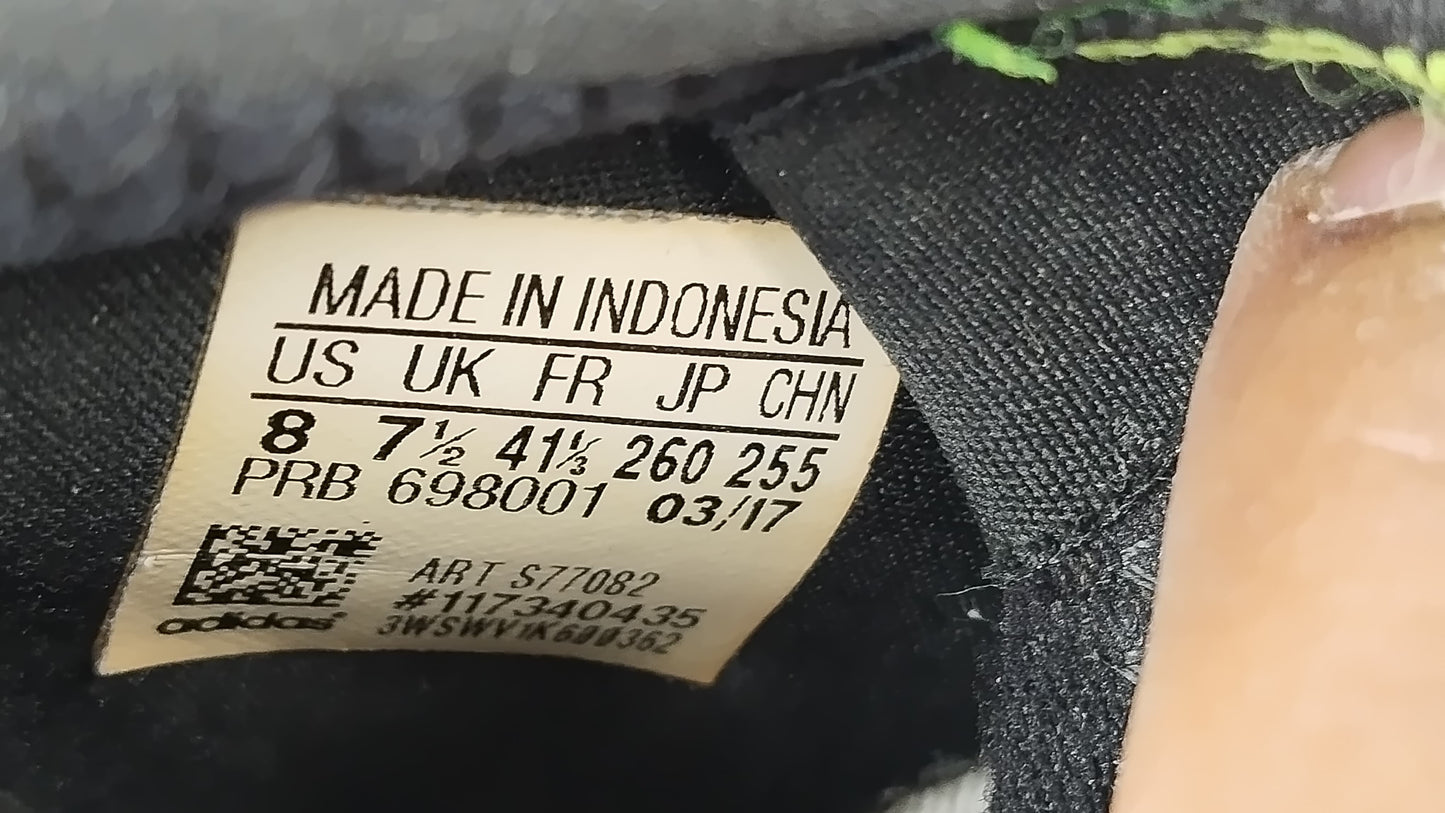 MADE IN INDONESIA
US UK FR JP CHN
8 7½ 41⅓ 260 255
PRB 698001 03/17
ART S77082
#117340435
adidas 3WSWV1K600362